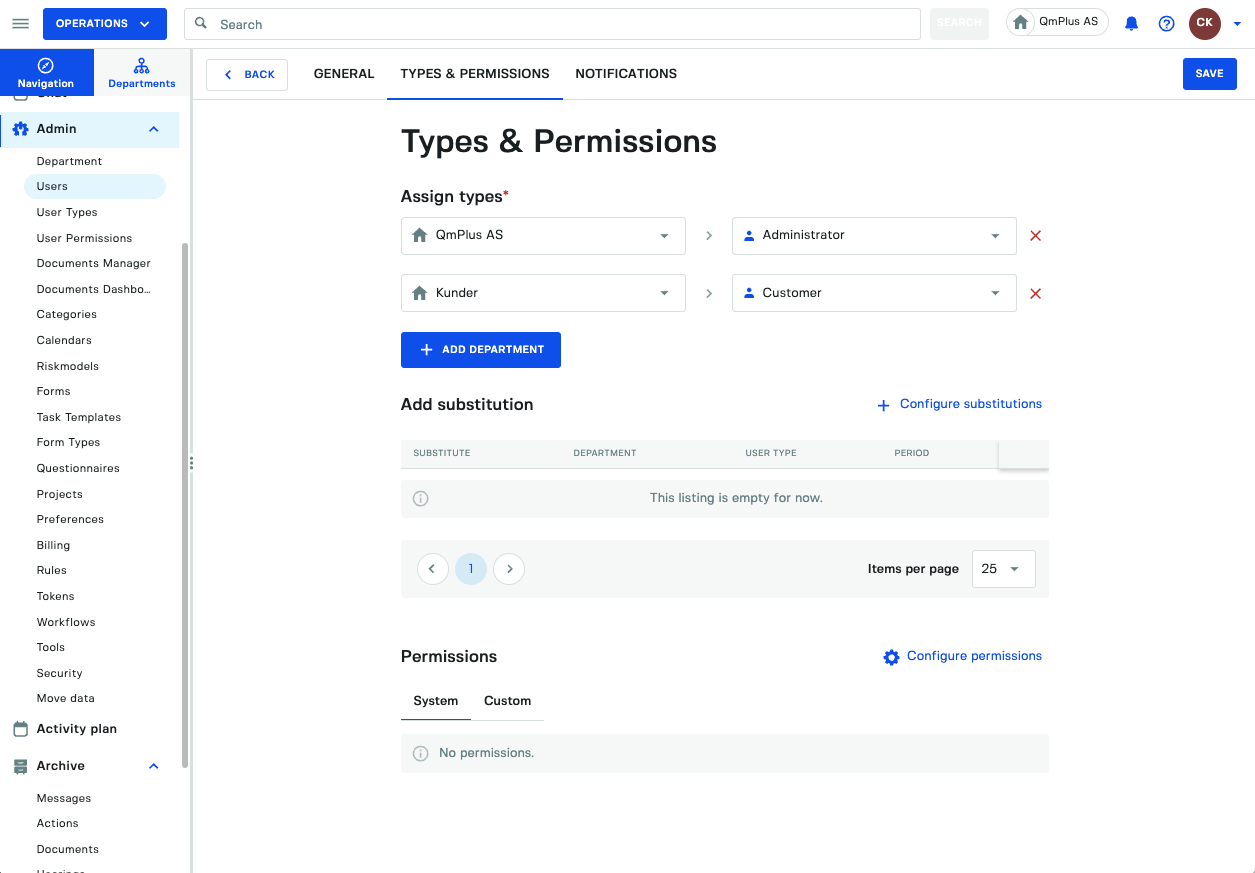 OPERATIONS
Search
SEARCH
QmPlus AS
CK
Navigation
Departments
BACK
GENERAL
TYPES & PERMISSIONS
NOTIFICATIONS
SAVE
Chat
Admin
Department
Users
User Types
User Permissions
Documents Manager
Documents Dashbo...
Categories
Calendars
Riskmodels
Forms
Task Templates
Form Types
Questionnaires
Projects
Preferences
Billing
Rules
Tokens
Workflows
Tools
Security
Move data
Activity plan
Archive
Messages
Actions
Documents
Hearings
Types & Permissions
Assign types*
QmPlus AS
Administrator
Kunder
Customer
ADD DEPARTMENT
Add substitution
Configure substitutions
SUBSTITUTE DEPARTMENT USER TYPE PERIOD
This listing is empty for now.
1
Items per page
25
Permissions
Configure permissions
System
Custom
No permissions.